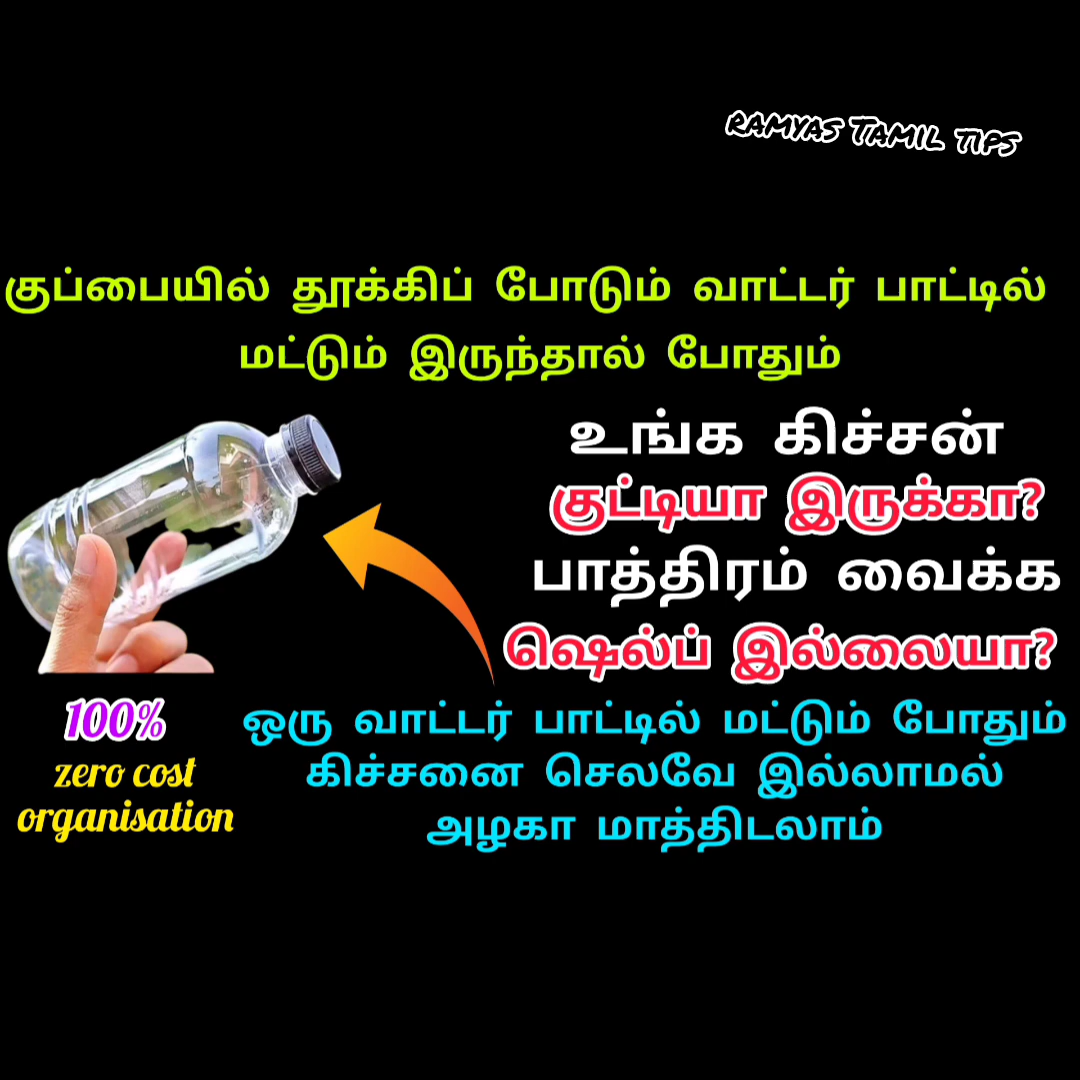 RAMYAS TAMIL TIPS
குப்பையில் தூக்கிப் போடும் வாட்டர் பாட்டில்
மட்டும் இருந்தால் போதும்
உங்க கிச்சன்
குட்டியா இருக்கா?
பாத்திரம் வைக்க
ஷெல்ப் இல்லையா?
100%
zero cost
organisation
ஒரு வாட்டர் பாட்டில் மட்டும் போதும்
கிச்சனை செலவே இல்லாமல்
அழகா மாத்திடலாம்